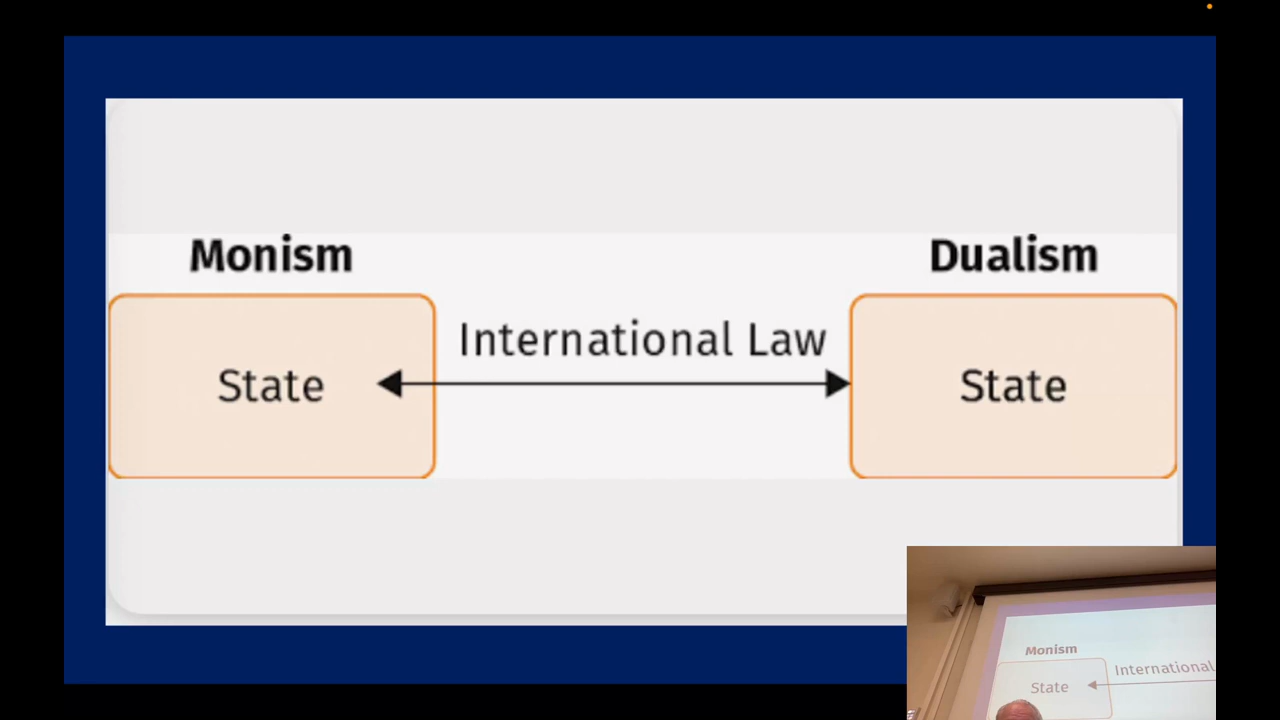 Monism
Dualism
International Law
State
State
Monism
International
State